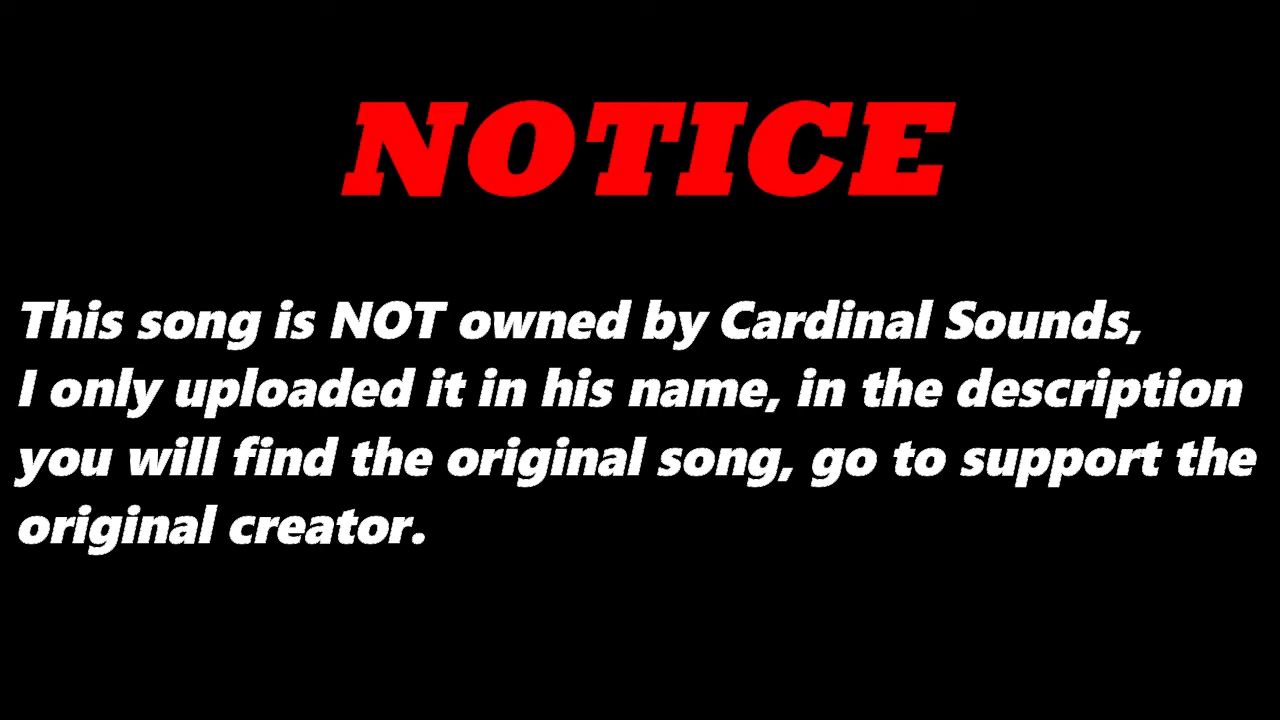 NOTICE
This song is NOT owned by Cardinal Sounds,
I only uploaded it in his name, in the description
you will find the original song, go to support the
original creator.